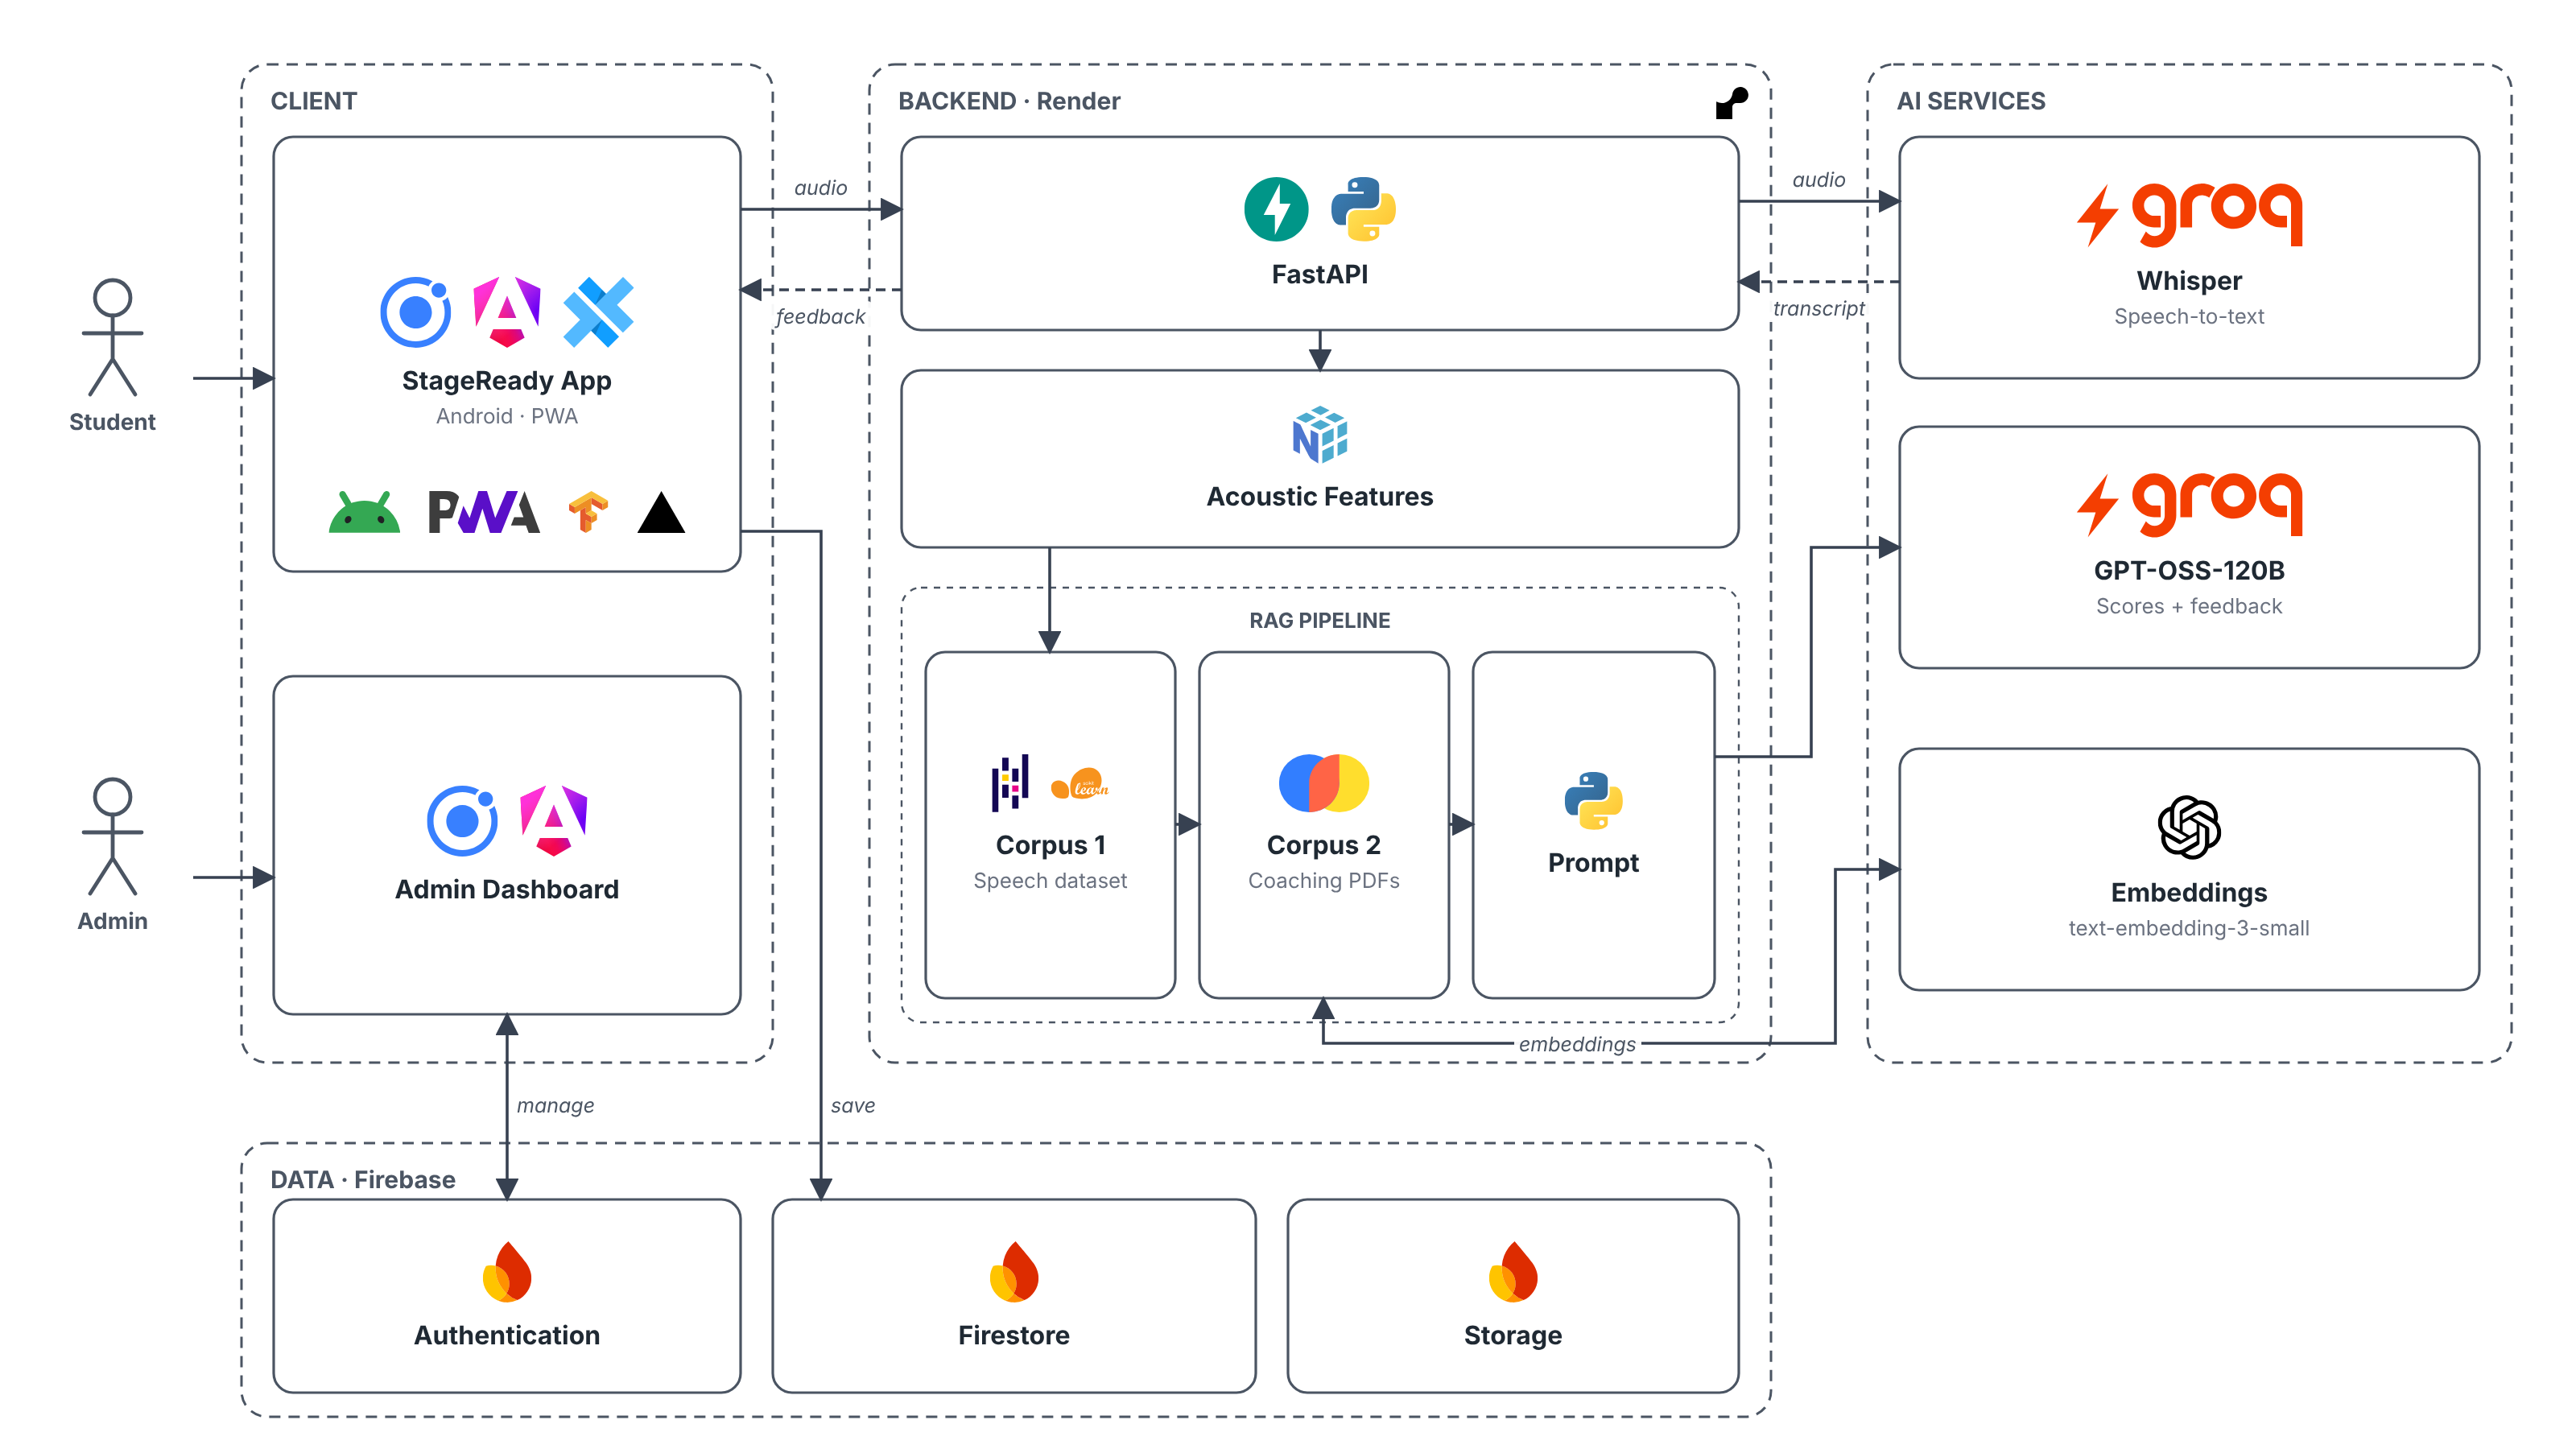 CLIENT
BACKEND · Render
AI SERVICES
audio
feedback
audio
transcript
FastAPI
groq
Whisper
Speech-to-text
Student
StageReady App
Android · PWA
PWA
Acoustic Features
groq
GPT-OSS-120B
Scores + feedback
RAG PIPELINE
Admin
Admin Dashboard
learn
Corpus 1
Speech dataset
Corpus 2
Coaching PDFs
Prompt
Embeddings
text-embedding-3-small
embeddings
manage
save
DATA · Firebase
Authentication
Firestore
Storage